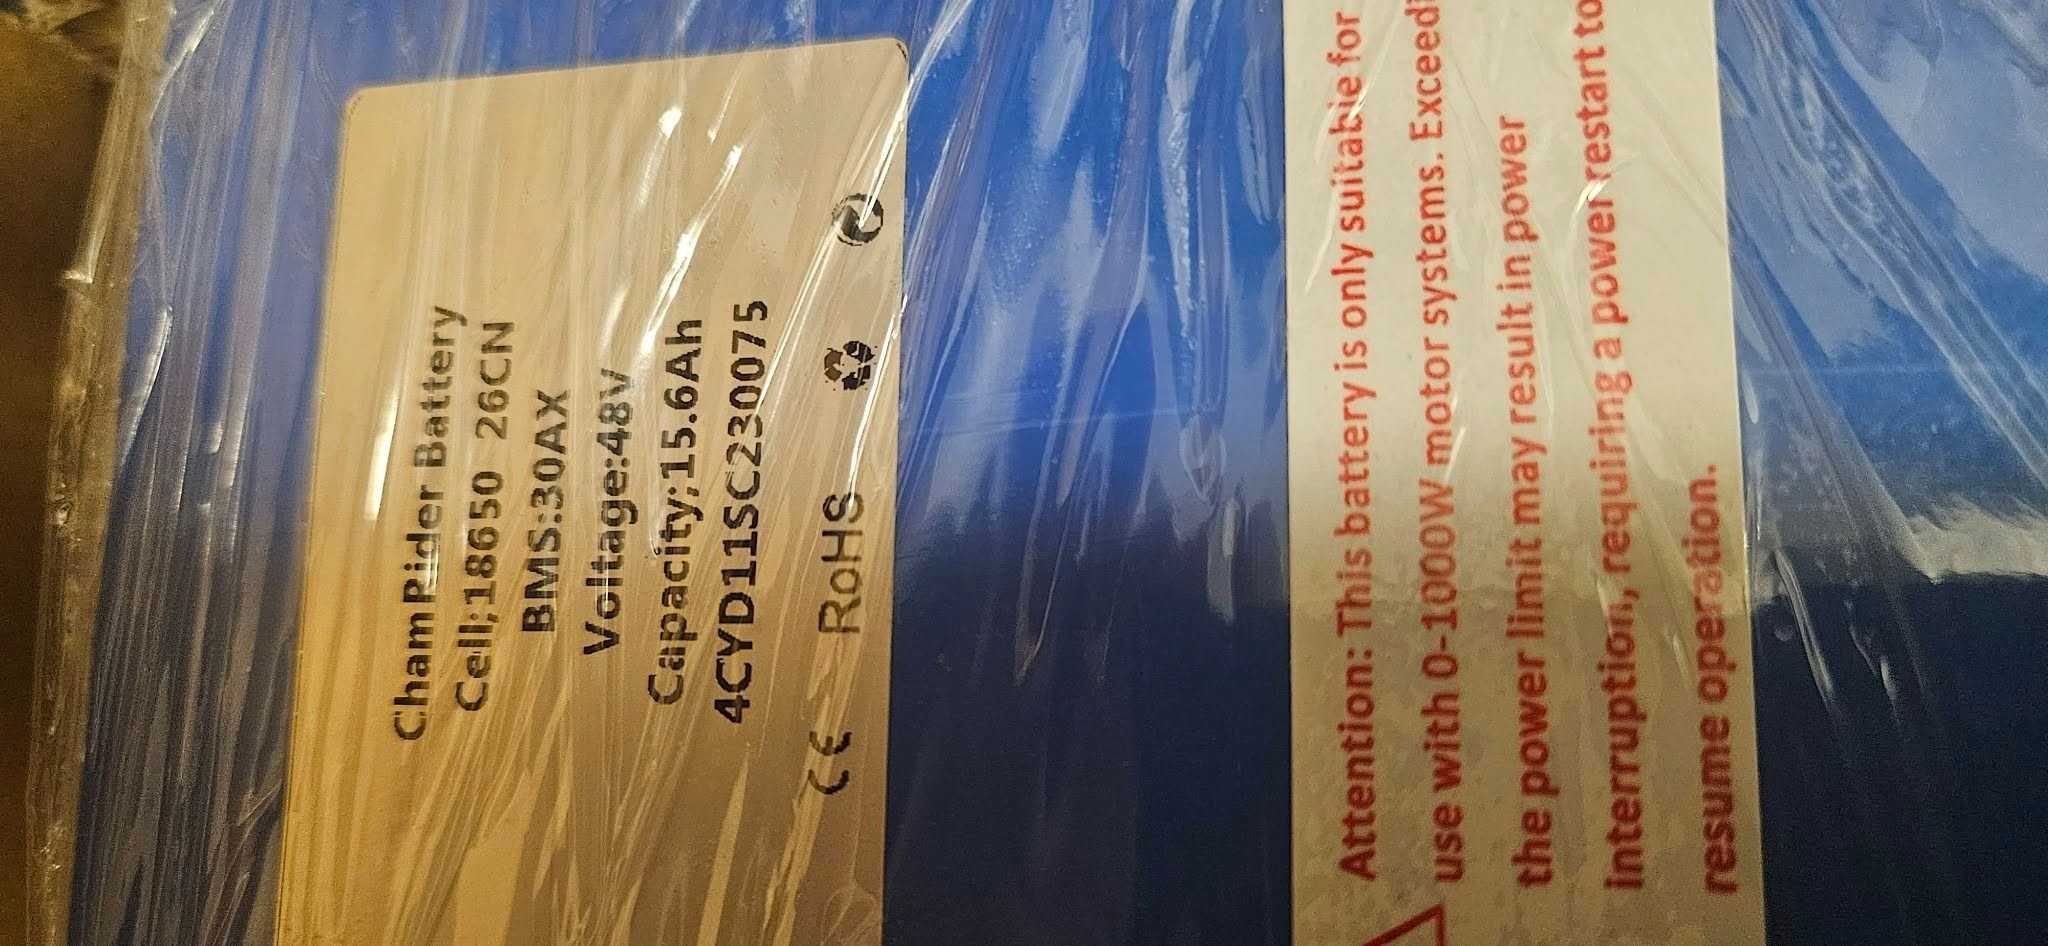 ChamRider Battery
Cell;18650 26CN
BMS:30AX
Voltage:48V
Capacity;15.6Ah
4CYD11SC230075
CE RoHS
Attention: This battery is only suitable for
use with 0-1000W motor systems. Exceedi
the power limit may result in power
interruption, requiring a power restart to
resume operation.